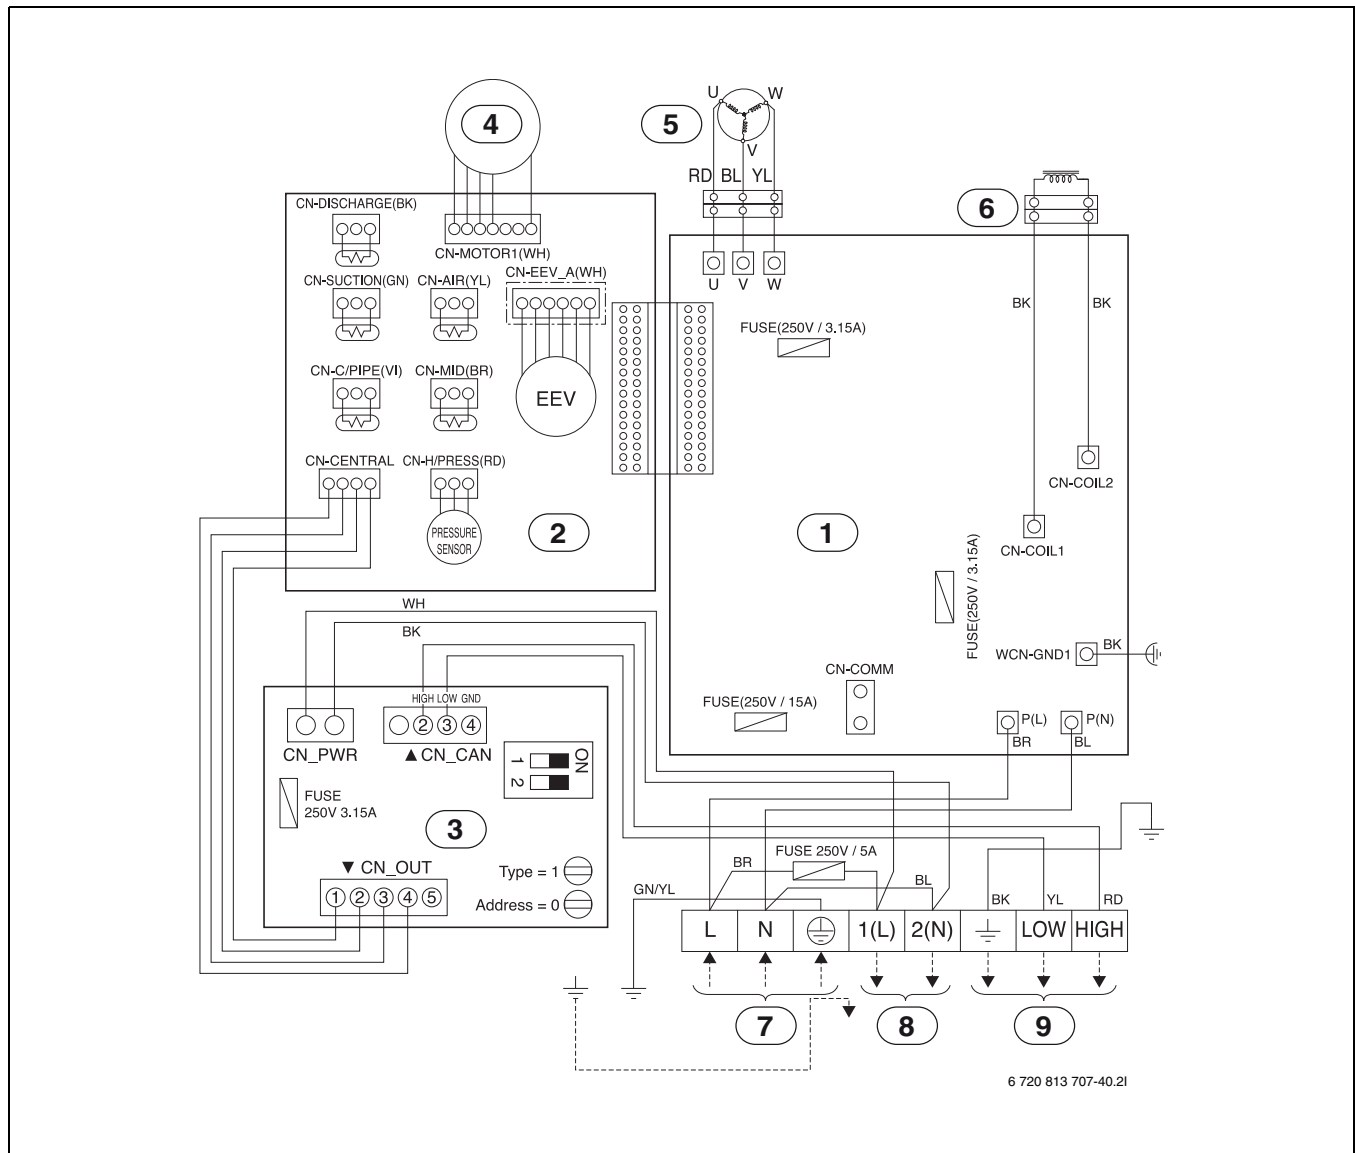 4
5
6
U
W
V
RD BL YL
CN-DISCHARGE(BK)
CN-MOTOR1(WH)
CN-SUCTION(GN)
CN-AIR(YL)
CN-EEV_A(WH)
U V W
BK
BK
FUSE(250V / 3.15A)
CN-C/PIPE(VI)
CN-MID(BR)
EEV
CN-CENTRAL
CN-H/PRESS(RD)
CN-COIL2
PRESSURE
SENSOR
2
1
CN-COIL1
FUSE(250V / 3.15A)
WH
BK
WCN-GND1
BK
CN-COMM
HIGH LOW GND
2 3 4
FUSE(250V / 15A)
P(L)
P(N)
BR
BL
CN_PWR
▲ CN_CAN
ON
1
2
FUSE
250V 3.15A
3
▼ CN_OUT
Type = 1
Address = 0
1 2 3 4 5
FUSE 250V / 5A
BR
BL
GN/YL
BK
YL
RD
L N 1(L) 2(N) LOW HIGH
7
8
9
6 720 813 707-40.2I